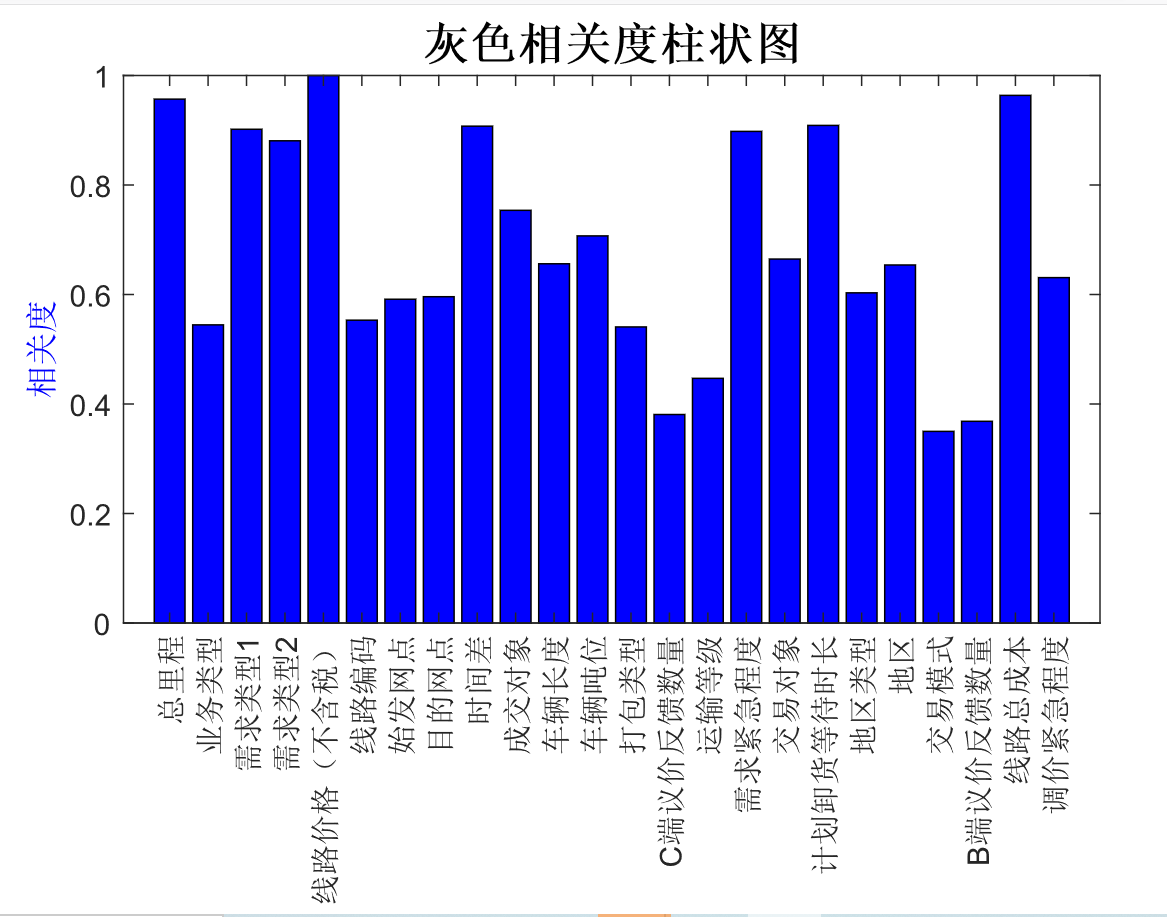 灰色相关度柱状图
相关度
1
0.8
0.6
0.4
0.2
0
总里程
业务类型
需求类型1
需求类型2
线路价格（不含税）
线路编码
始发网点
目的网点
时间差
成交对象
车辆长度
车辆吨位
打包类型
C端议价反馈数量
运输等级
需求紧急程度
交易对象
计划卸货等待时长
地区类型
地区
交易模式
B端议价反馈数量
线路总成本
调价紧急程度